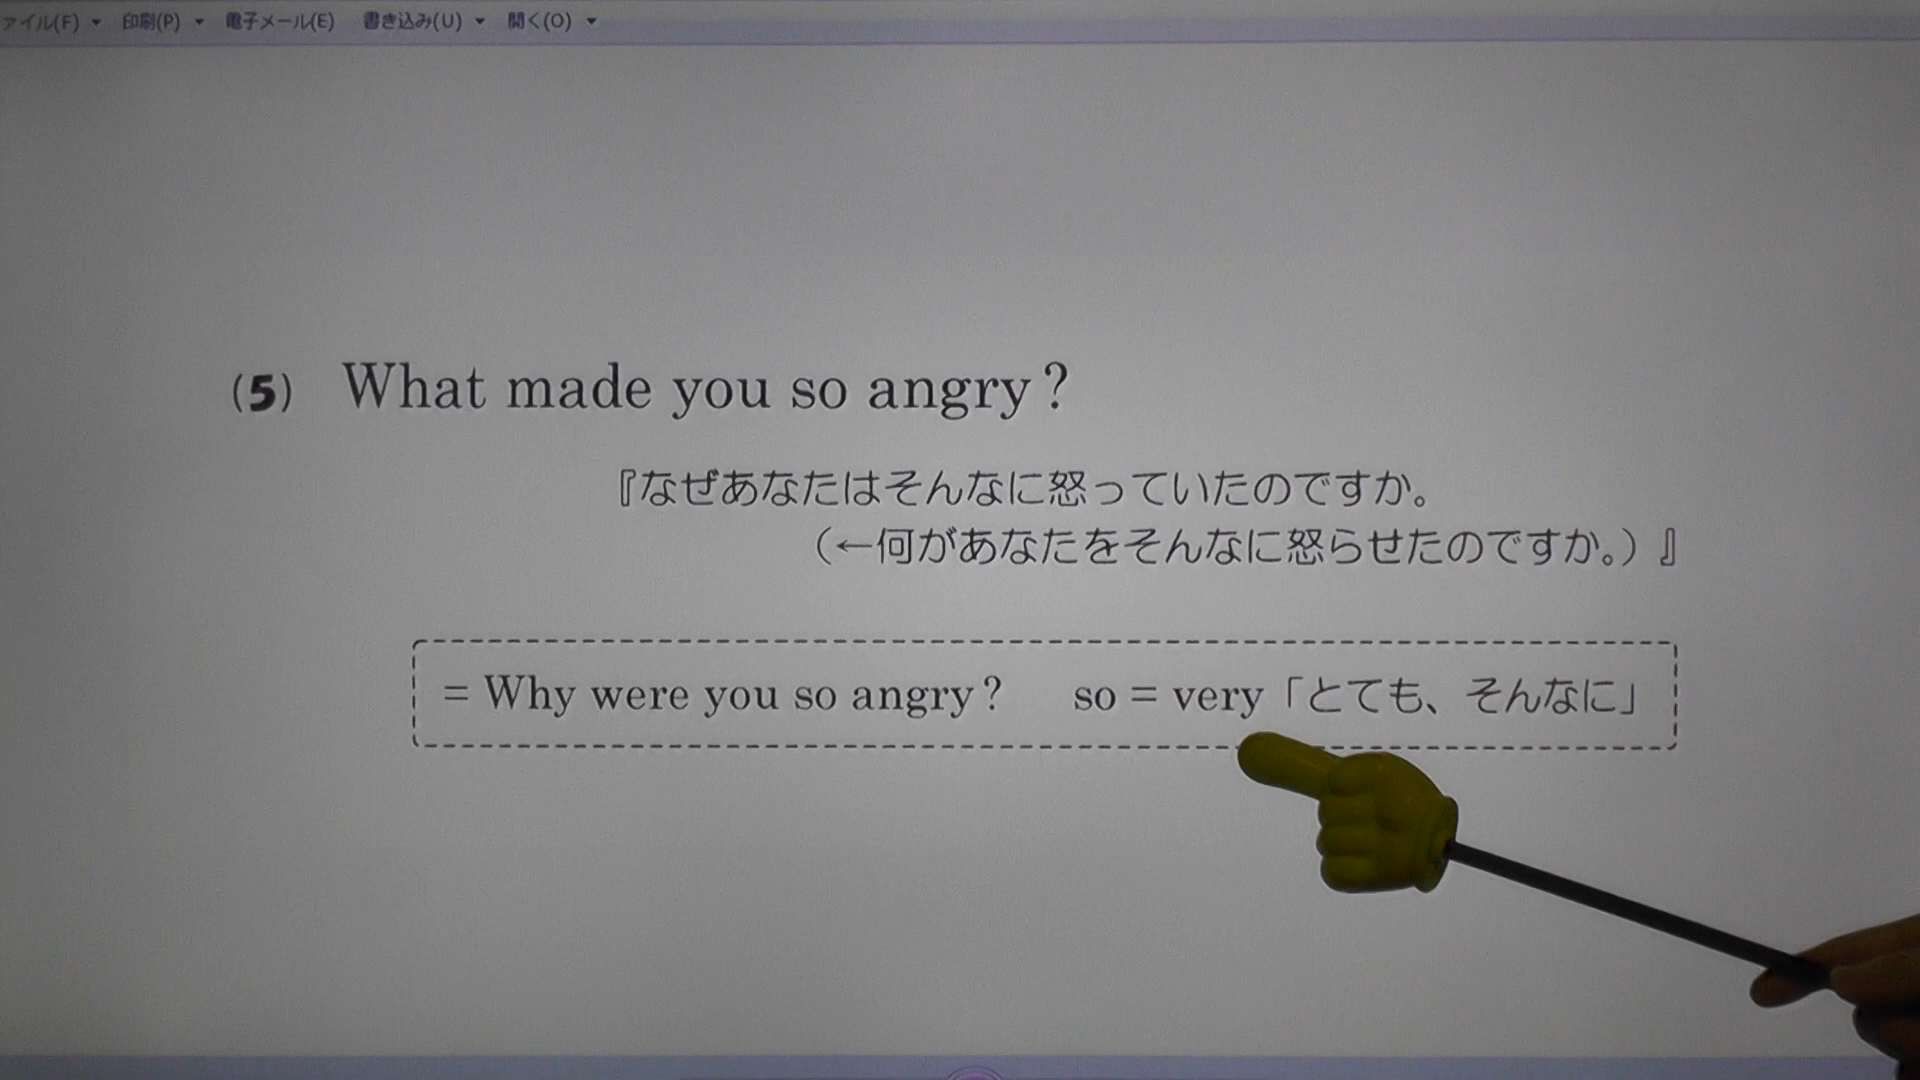 ァイル(F) ▾ 印刷(P) ▾ 電子メール(E) 書き込み(U) ▾ 開く(O) ▾
(5) What made you so angry?
『なぜあなたはそんなに怒っていたのですか。
（←何があなたをそんなに怒らせたのですか。）』
= Why were you so angry? so = very「とても、そんなに」